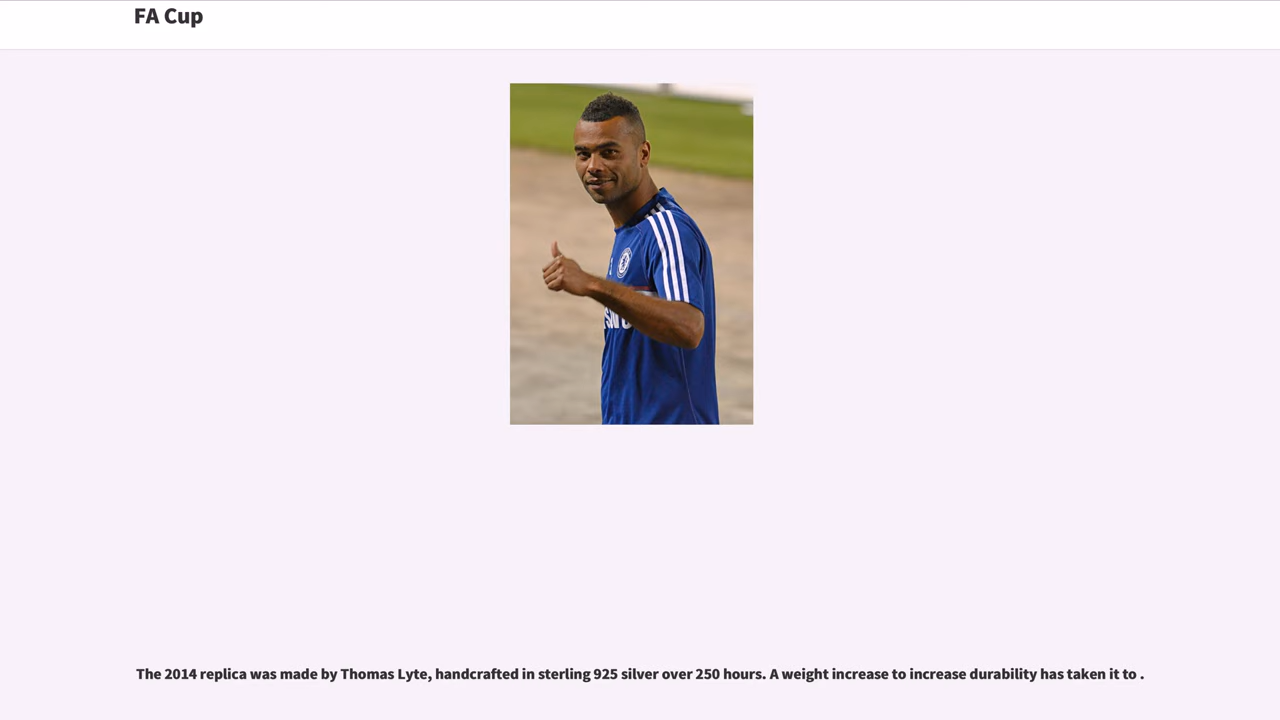 FA Cup
The 2014 replica was made by Thomas Lyte, handcrafted in sterling 925 silver over 250 hours. A weight increase to increase durability has taken it to .